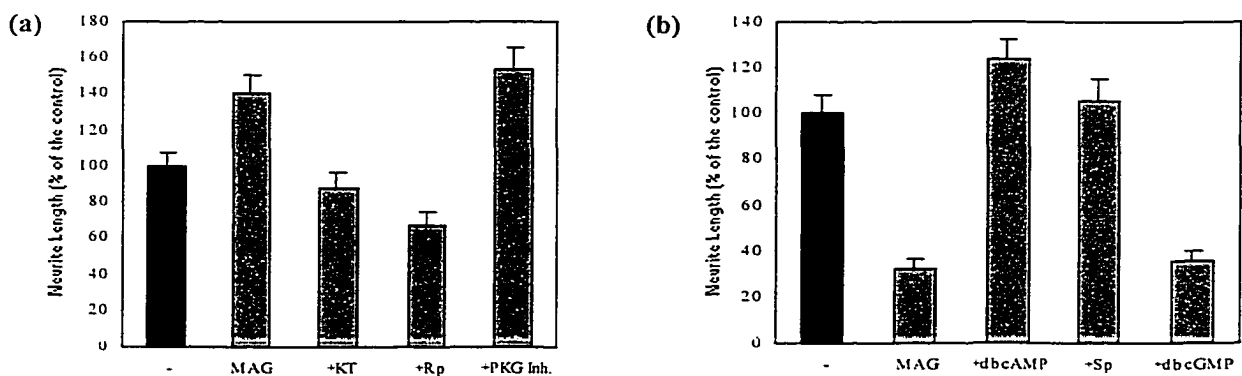 (a)
Neurite Length (% of the control)
180
160
140
120
100
80
60
40
20
0
-
MAG
+KT
+Rp
+PKG Inh.
(b)
Neurite Length (% of the control)
140
120
100
80
60
40
20
0
-
MAG
+dbcAMP
+Sp
+dbcGMP